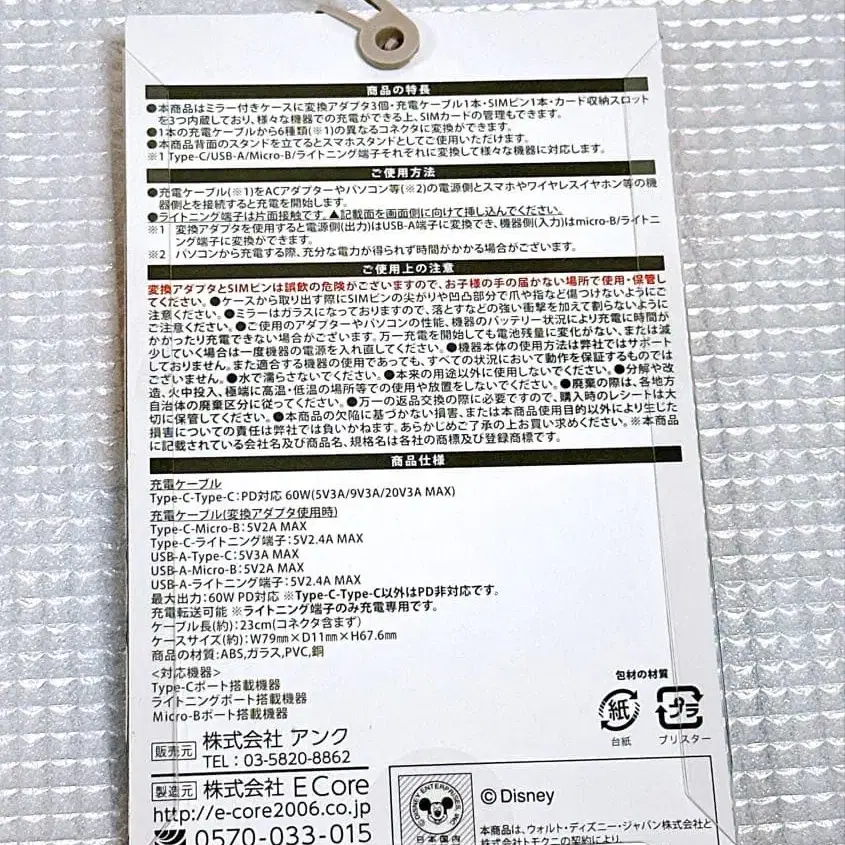 商品の特長
●本商品はミラー付きケースに変換アダプタ3個・充電ケーブル1本・SIMピン1本・カード収納スロット
を3つ内蔵しており、様々な機器での充電ができる上、SIMカードの管理もできます。
●1本の充電ケーブルから6種類(※1)の異なるコネクタに変換ができます。
●本商品背面のスタンドを立てるとスマホスタンドとしてご使用いただけます。
※1 Type-C/USB-A/Micro-B/ライトニング端子それぞれに変換して様々な機器に対応します。
ご使用方法
●充電ケーブル(※1)をACアダプターやパソコン等(※2)の電源側とスマホやワイヤレスイヤホン等の機
器側とを接続すると充電を開始します。
●ライトニング端子は片面接触です。▲記載面を画面側に向けて挿し込んでください。
※1 変換アダプタを使用すると電源側(出力)はUSB-A端子に変換でき、機器側(入力)はmicro-B/ライトニ
ング端子に変換ができます。
※2 パソコンから充電する際、充分な電力が得られず時間がかかる場合がございます。
ご使用上の注意
変換アダプタとSIMピンは誤飲の危険がございますので、お子様の手の届かない場所で使用・保管し
てください。●ケースから取り出す際にSIMピンの尖がりや凹凸部分で爪や指など傷つけないようにご
注意ください。●ミラーはガラスになっておりますので、落とすなどの強い衝撃を加えて割らないように
ご注意ください。●ご使用のアダプターやパソコンの性能、機器のバッテリー状況により充電に時間が
かかったり充電できない場合がございます。万一充電を開始しても電池残量に変化がない、または減
少していく場合は一度機器の電源を入れ直してください。●機器本体の使用方法は弊社ではサポート
しておりません。また適合する機器の使用であっても、すべての状況において動作を保証するものでは
ございません。●水で濡らさないでください。●本来の用途以外に使用しないでください。●分解や改
造、火中投入、極端に高温・低温の場所等での使用や放置をしないでください。●廃棄の際は、各地方
自治体の廃棄区分に従ってください。●万一の返品交換の際に必要ですので、購入時のレシートは大
切に保管してください。●本商品の欠陥に基づかない損害、または本商品使用目的以外により生じた
損害についての責任は弊社では負いかねます。あらかじめご了承の上お買い求めください。※本商品
に記載されている会社名及び商品名、規格名は各社の商標及び登録商標です。
商品仕様
充電ケーブル
Type-C-Type-C:PD対応 60W(5V3A/9V3A/20V3A MAX)
充電ケーブル(変換アダプタ使用時)
Type-C-Micro-B:5V2A MAX
Type-C-ライトニング端子:5V2.4A MAX
USB-A-Type-C:5V3A MAX
USB-A-Micro-B:5V2A MAX
USB-A-ライトニング端子:5V2.4A MAX
最大出力:60W PD対応 ※Type-C-Type-C以外はPD非対応です。
充電転送可能 ※ライトニング端子のみ充電専用です。
ケーブル長(約):23cm(コネクタ含まず)
ケースサイズ(約):W79mm×D11mm×H67.6mm
商品の材質:ABS,ガラス,PVC,銅
<対応機器>
Type-Cポート搭載機器
ライトニングポート搭載機器
Micro-Bポート搭載機器
包材の材質
紙 プラ
台紙 ブリスター
販売元 株式会社 アンク
TEL:03-5820-8862
製造元 株式会社 E Core
http://e-core2006.co.jp
0570-033-015
©DISNEY ENTERPRISES, INC.
日本国内
©Disney
本商品は、ウォルト・ディズニー・ジャパン株式会社と
株式会社トモクニの契約により、